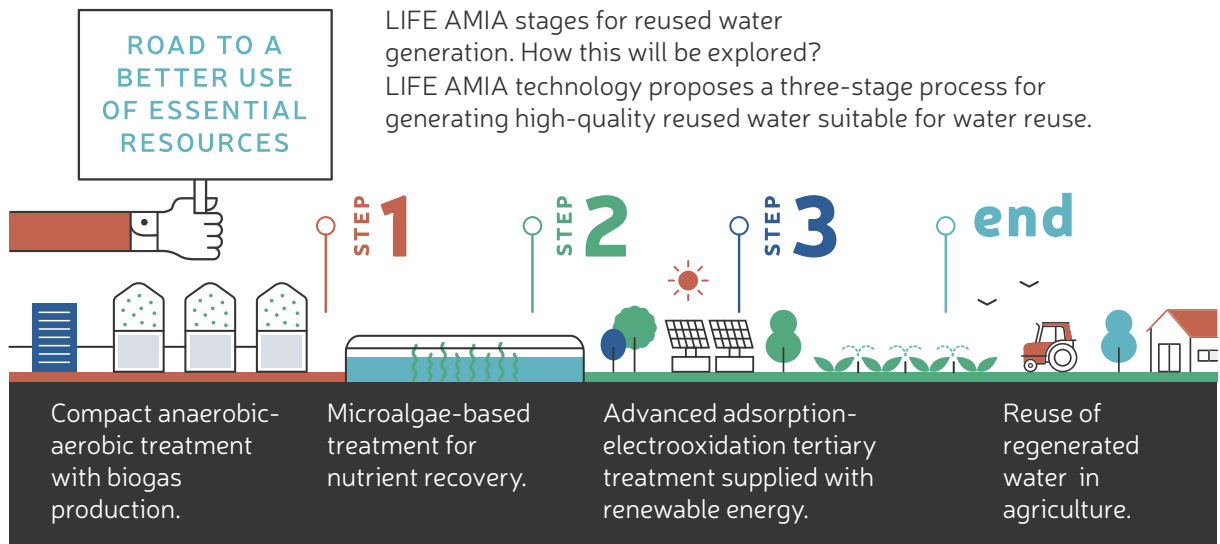 ROAD TO A
BETTER USE
OF ESSENTIAL
RESOURCES
LIFE AMIA stages for reused water
generation. How this will be explored?
LIFE AMIA technology proposes a three-stage process for
generating high-quality reused water suitable for water reuse.
STEP 1
STEP 2
STEP 3
end
Compact anaerobic-
aerobic treatment
with biogas
production.
Microalgae-based
treatment for
nutrient recovery.
Advanced adsorption-
electrooxidation tertiary
treatment supplied with
renewable energy.
Reuse of
regenerated
water in
agriculture.